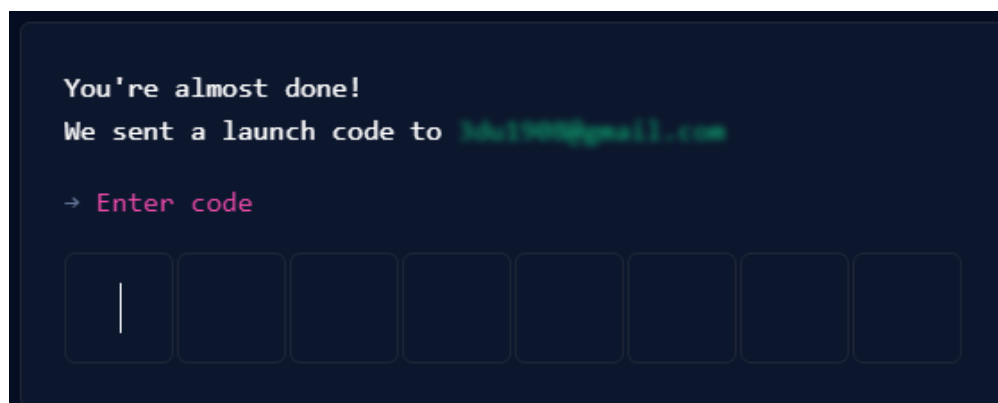 You're almost done!
We sent a launch code to
→ Enter code